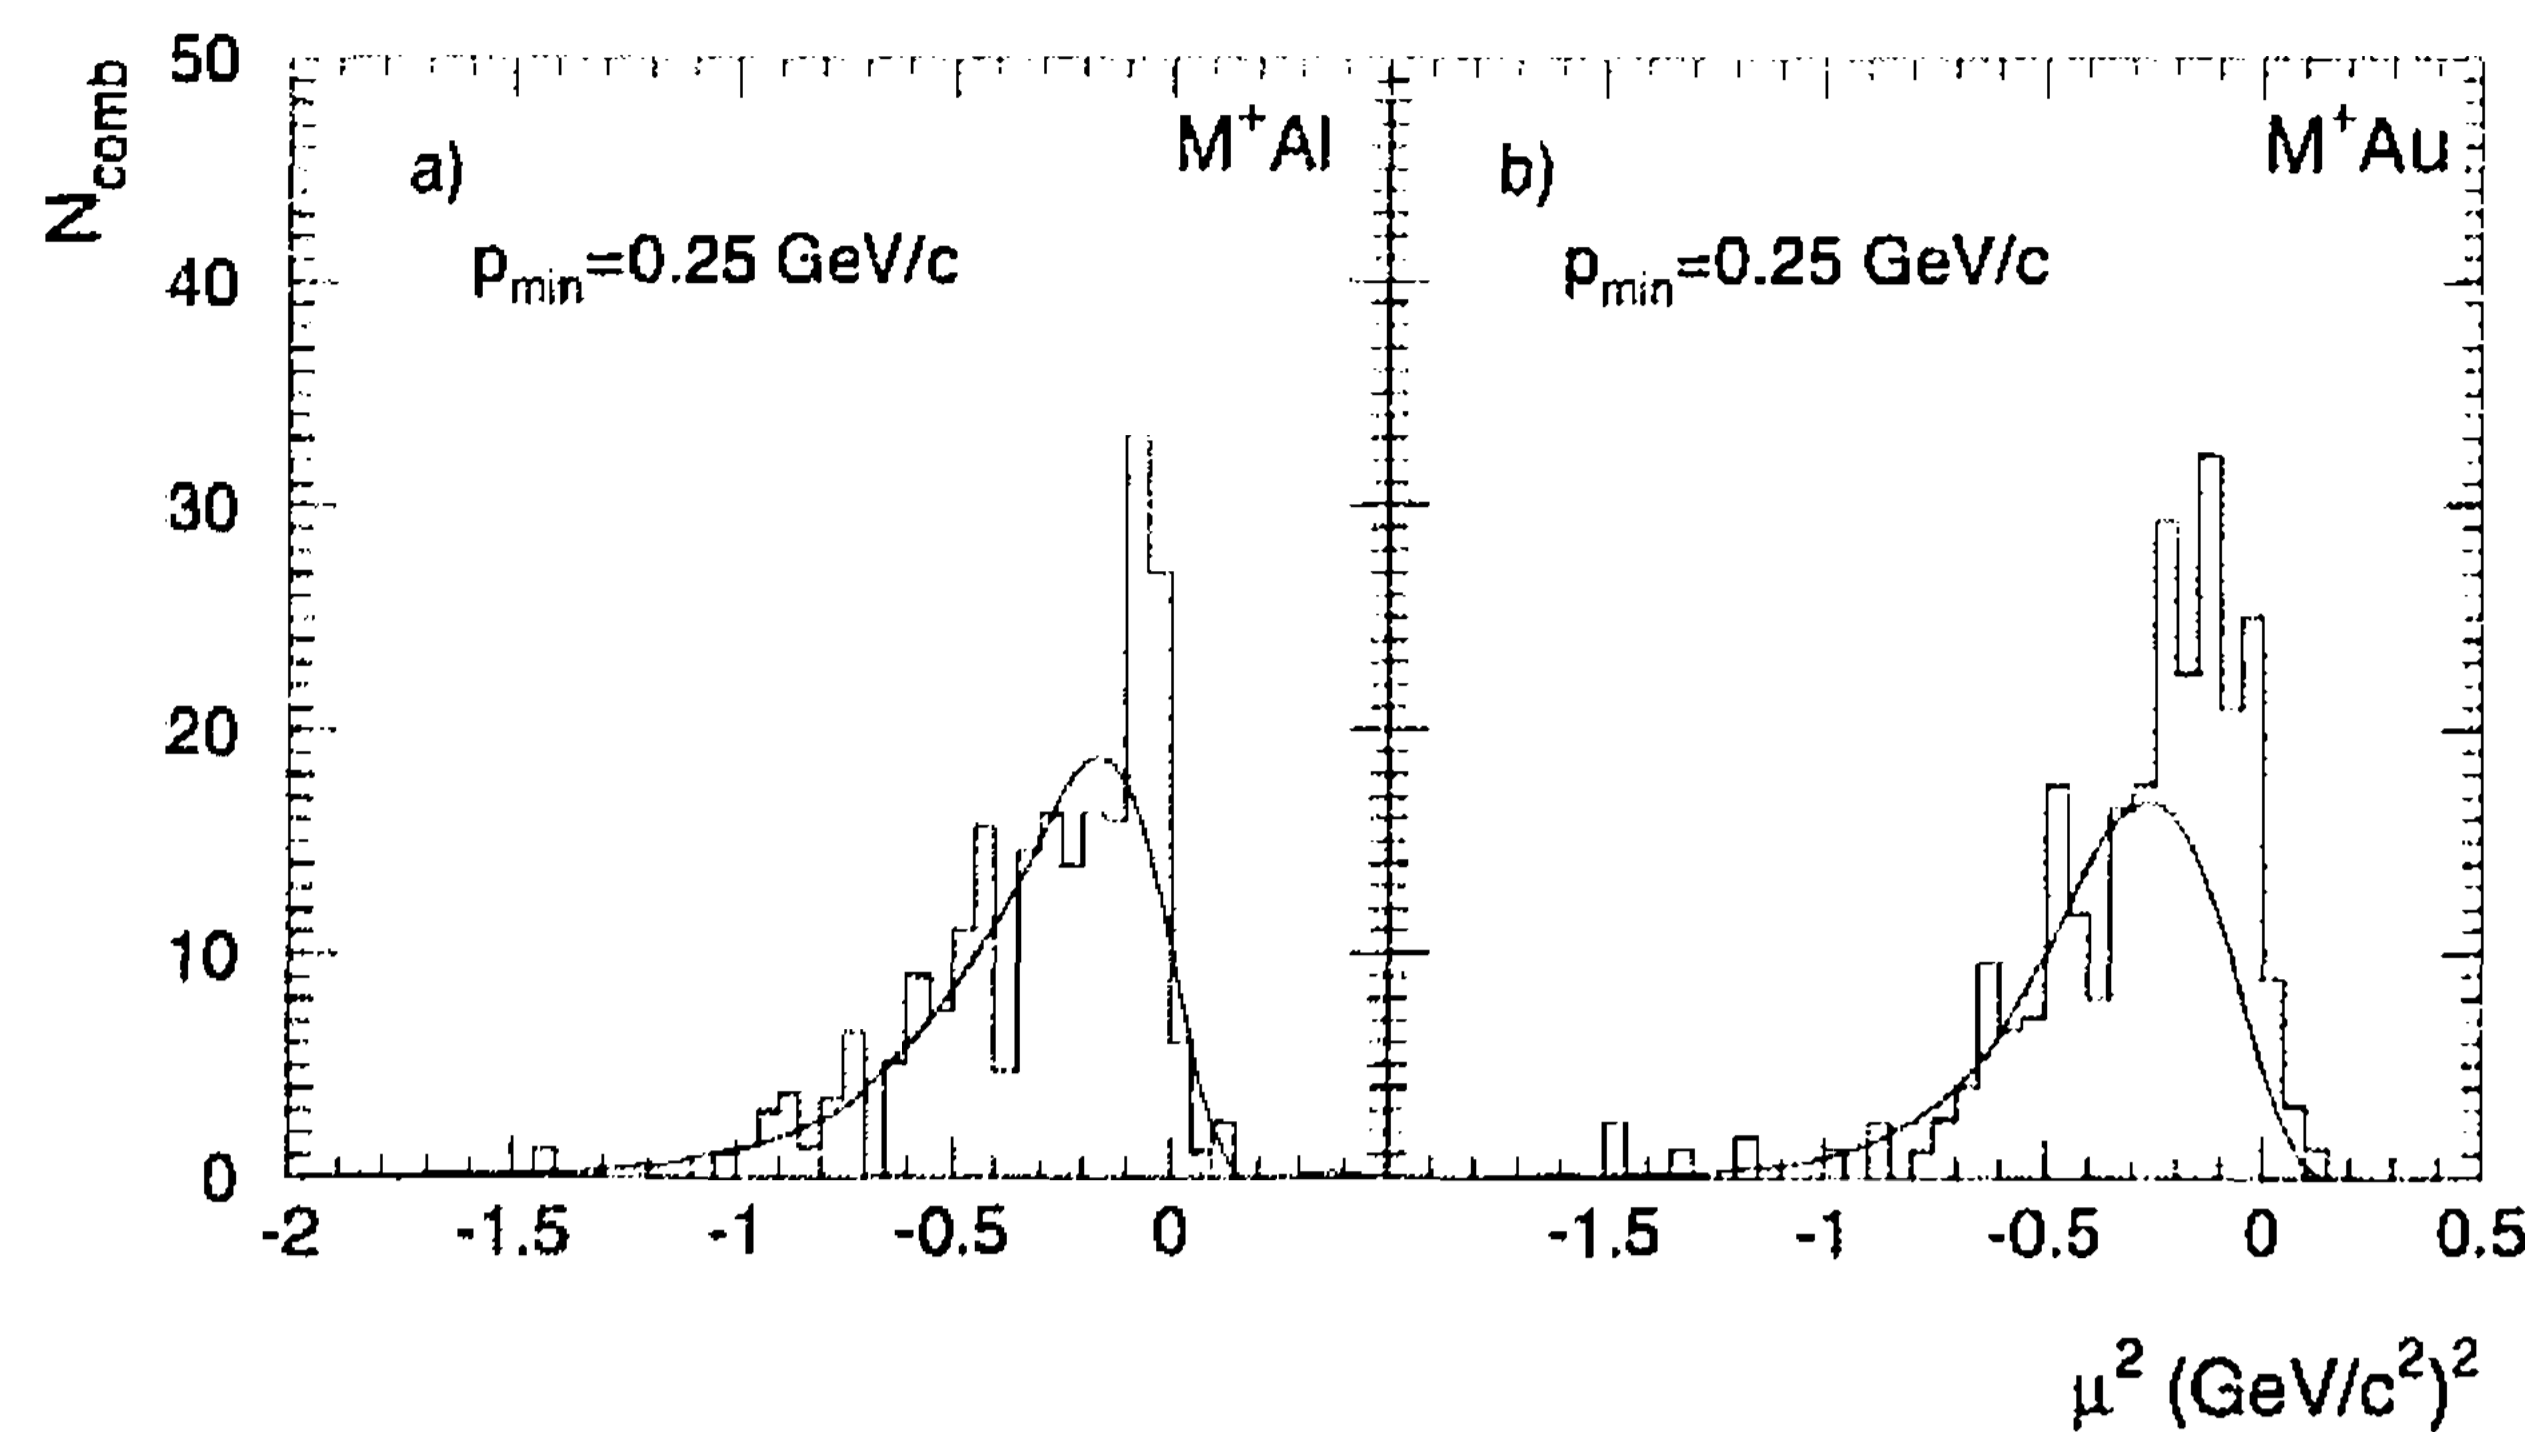 N_comb
50
40
30
20
10
0
a)
M⁺Al
p_min=0.25 GeV/c
b)
M⁺Au
p_min=0.25 GeV/c
-2 -1.5 -1 -0.5 0 -1.5 -1 -0.5 0 0.5
μ² (GeV/c²)²